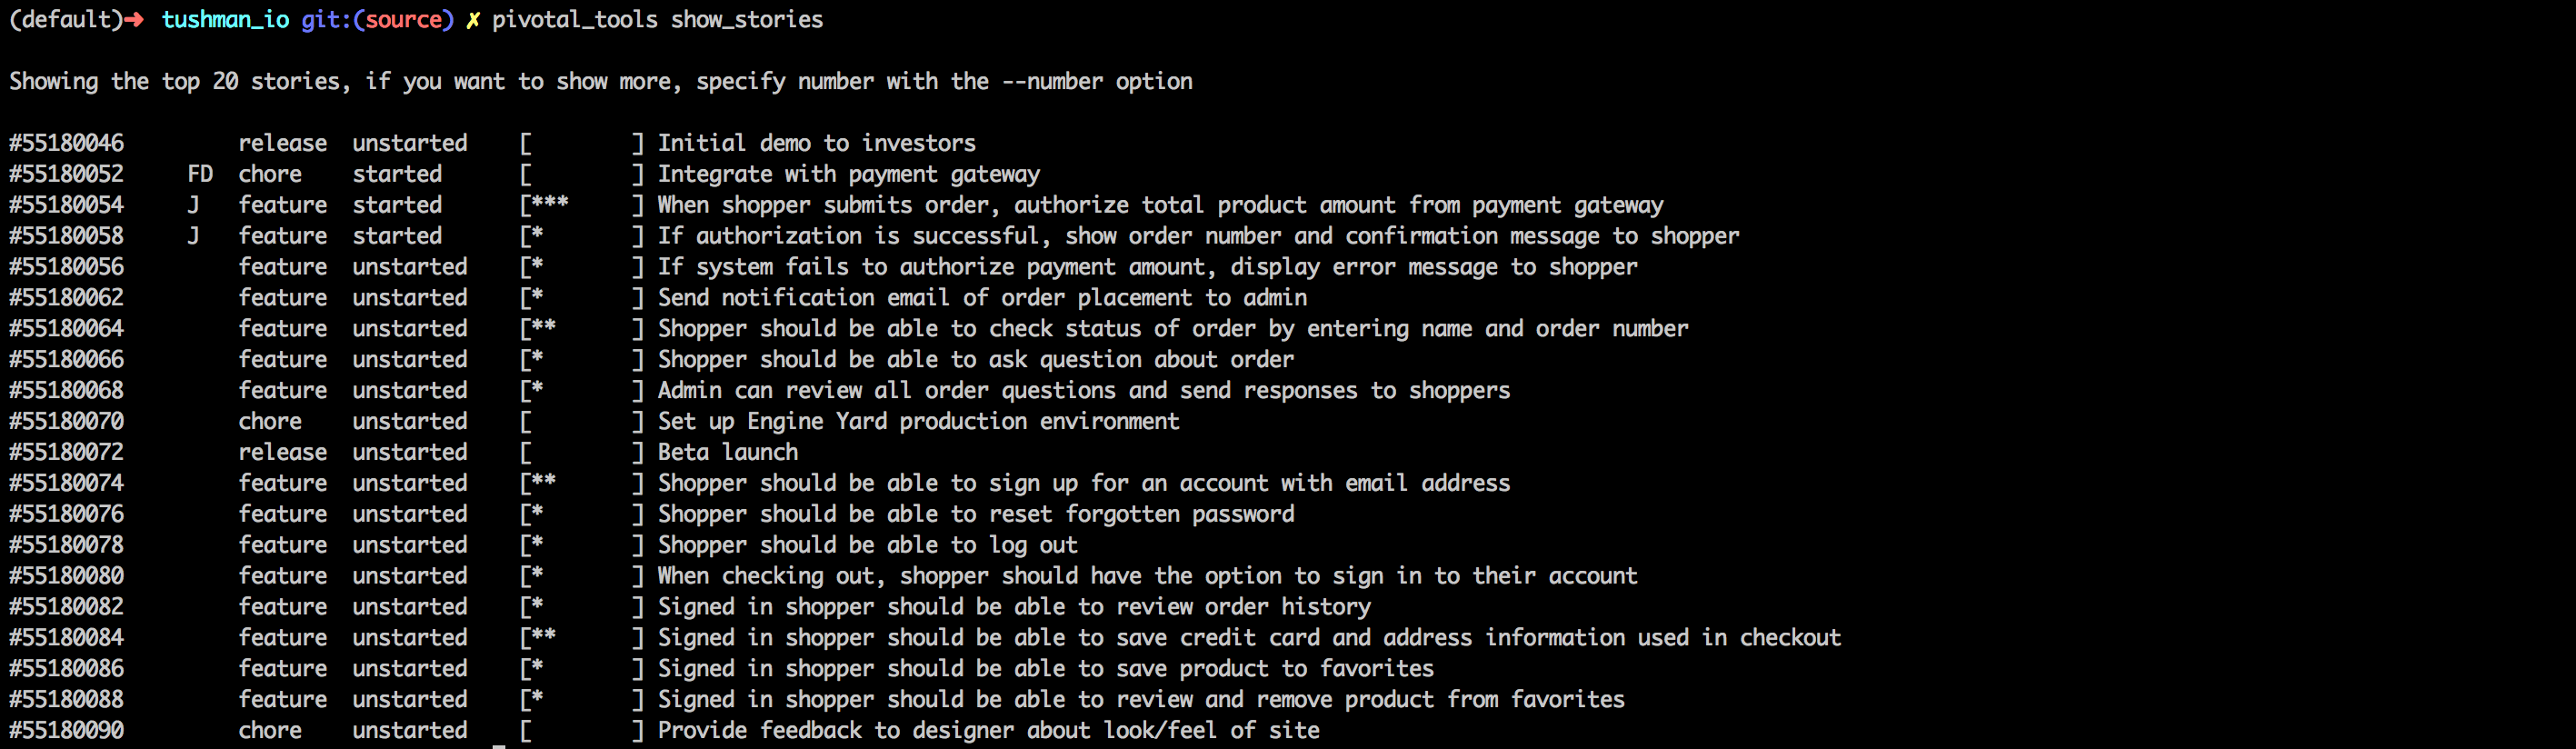 (default)➜  tushman_io git:(source) ✗ pivotal_tools show_stories

Showing the top 20 stories, if you want to show more, specify number with the --number option

#55180046         release  unstarted    [        ] Initial demo to investors
#55180052     FD  chore    started      [        ] Integrate with payment gateway
#55180054     J   feature  started      [***     ] When shopper submits order, authorize total product amount from payment gateway
#55180058     J   feature  started      [*       ] If authorization is successful, show order number and confirmation message to shopper
#55180056         feature  unstarted    [*       ] If system fails to authorize payment amount, display error message to shopper
#55180062         feature  unstarted    [*       ] Send notification email of order placement to admin
#55180064         feature  unstarted    [**      ] Shopper should be able to check status of order by entering name and order number
#55180066         feature  unstarted    [*       ] Shopper should be able to ask question about order
#55180068         feature  unstarted    [*       ] Admin can review all order questions and send responses to shoppers
#55180070         chore    unstarted    [        ] Set up Engine Yard production environment
#55180072         release  unstarted    [        ] Beta launch
#55180074         feature  unstarted    [**      ] Shopper should be able to sign up for an account with email address
#55180076         feature  unstarted    [*       ] Shopper should be able to reset forgotten password
#55180078         feature  unstarted    [*       ] Shopper should be able to log out
#55180080         feature  unstarted    [*       ] When checking out, shopper should have the option to sign in to their account
#55180082         feature  unstarted    [*       ] Signed in shopper should be able to review order history
#55180084         feature  unstarted    [**      ] Signed in shopper should be able to save credit card and address information used in checkout
#55180086         feature  unstarted    [*       ] Signed in shopper should be able to save product to favorites
#55180088         feature  unstarted    [*       ] Signed in shopper should be able to review and remove product from favorites
#55180090         chore    unstarted    [        ] Provide feedback to designer about look/feel of site